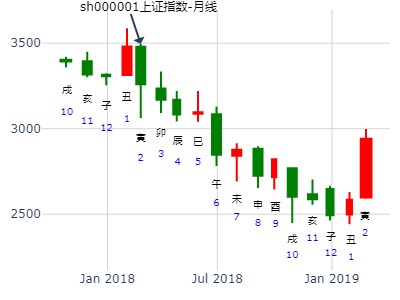 sh000001上证指数-月线
3500
3000
2500
戌
10
亥
11
子
12
丑
1
寅
2
卯
3
辰
4
巳
5
午
6
未
7
申
8
酉
9
戌
10
亥
11
子
12
丑
1
寅
2
Jan 2018
Jul 2018
Jan 2019